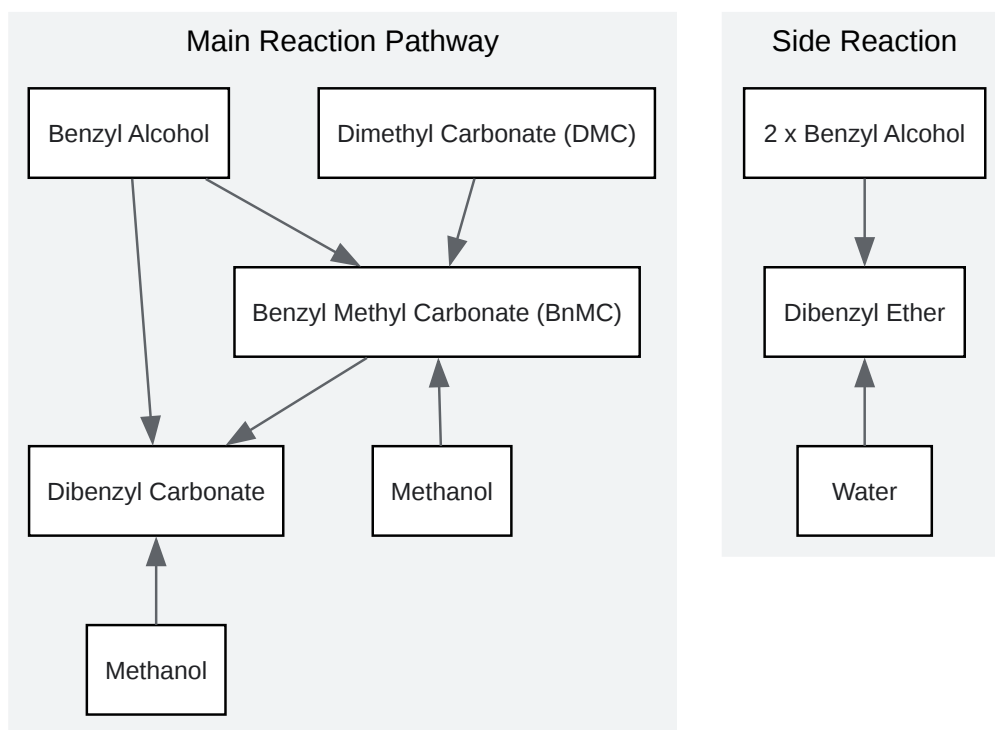 Main Reaction Pathway
Benzyl Alcohol
Dimethyl Carbonate (DMC)
Benzyl Methyl Carbonate (BnMC)
Dibenzyl Carbonate
Methanol
Methanol
Side Reaction
2 x Benzyl Alcohol
Dibenzyl Ether
Water